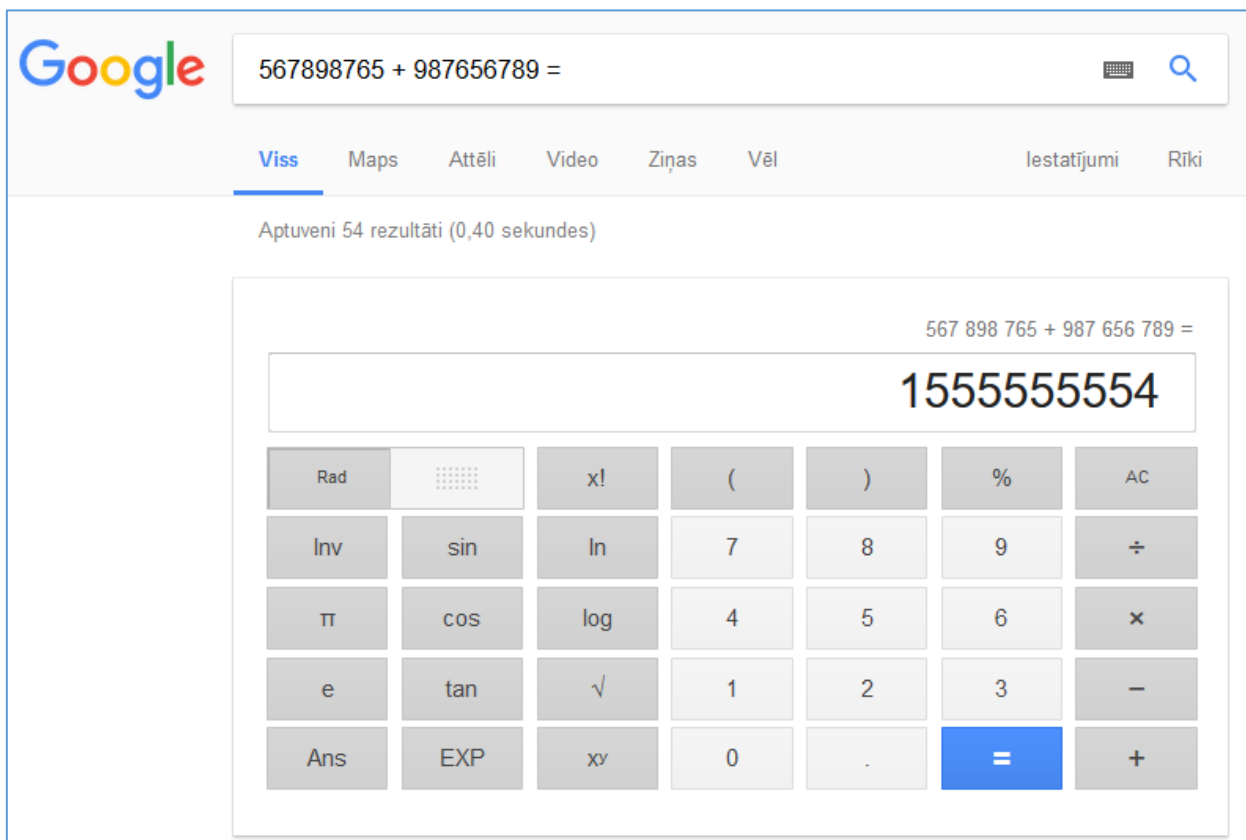 Google 567898765 + 987656789 =
Viss Maps Attēli Video Ziņas Vēl Iestatījumi Rīki
Aptuveni 54 rezultāti (0,40 sekundes)
567 898 765 + 987 656 789 =
1555555554
Rad x! ( ) % AC
Inv sin ln 7 8 9 ÷
π cos log 4 5 6 ×
e tan √ 1 2 3 −
Ans EXP xʸ 0 . = +